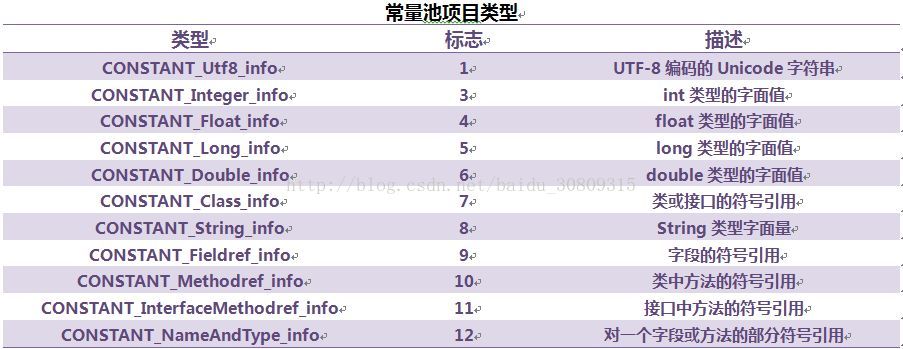 常量池项目类型
类型 标志 描述
CONSTANT_Utf8_info 1 UTF-8 编码的 Unicode 字符串
CONSTANT_Integer_info 3 int 类型的字面值
CONSTANT_Float_info 4 float 类型的字面值
CONSTANT_Long_info 5 long 类型的字面值
CONSTANT_Double_info 6 double 类型的字面值
http://blog.csdn.net/baidu_30809315
CONSTANT_Class_info 7 类或接口的符号引用
CONSTANT_String_info 8 String 类型字面量
CONSTANT_Fieldref_info 9 字段的符号引用
CONSTANT_Methodref_info 10 类中方法的符号引用
CONSTANT_InterfaceMethodref_info 11 接口中方法的符号引用
CONSTANT_NameAndType_info 12 对一个字段或方法的部分符号引用